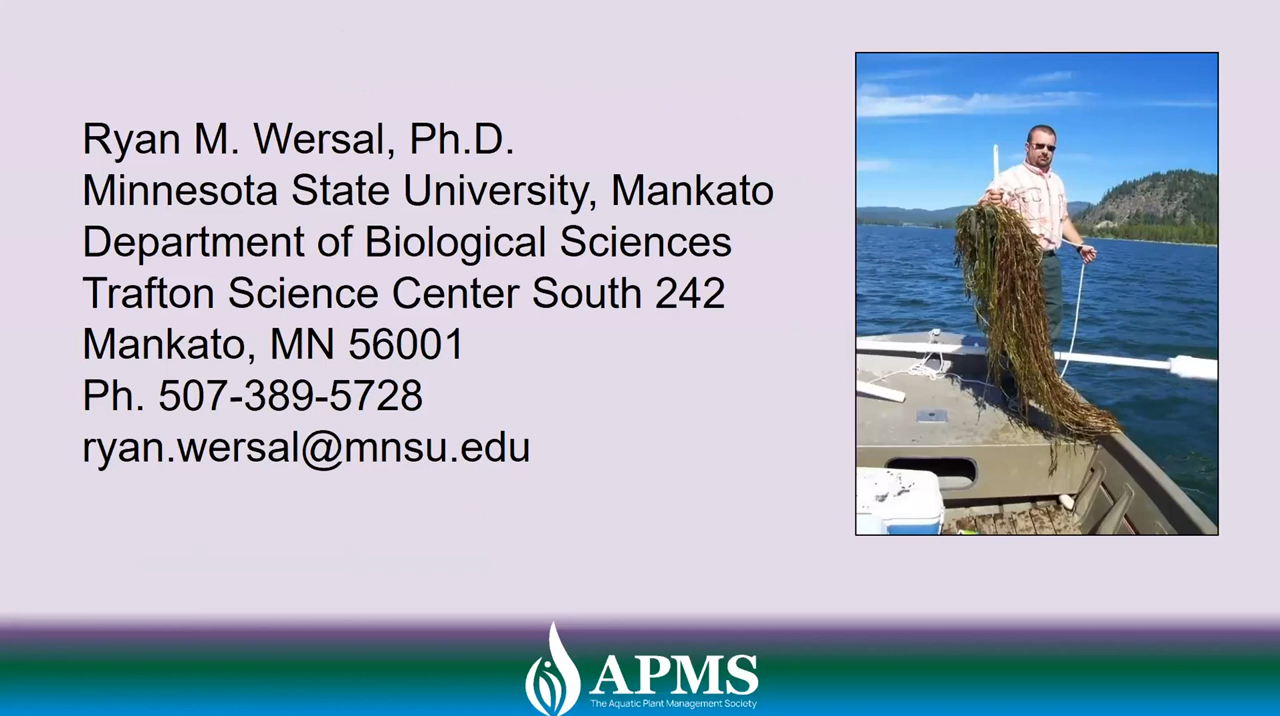 Ryan M. Wersal, Ph.D.
Minnesota State University, Mankato
Department of Biological Sciences
Trafton Science Center South 242
Mankato, MN 56001
Ph. 507-389-5728
ryan.wersal@mnsu.edu
APMS
The Aquatic Plant Management Society